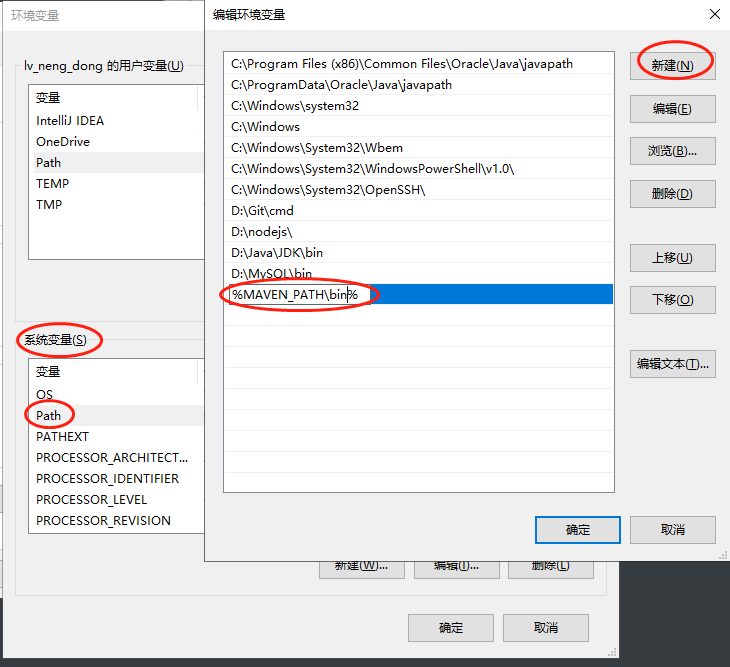 环境变量
lv_neng_dong 的用户变量(U)
变量
IntelliJ IDEA
OneDrive
Path
TEMP
TMP
系统变量(S)
变量
OS
Path
PATHEXT
PROCESSOR_ARCHITECT...
PROCESSOR_IDENTIFIER
PROCESSOR_LEVEL
PROCESSOR_REVISION
新建(W)...
编辑(I)...
删除(L)
确定
取消
编辑环境变量
C:\Program Files (x86)\Common Files\Oracle\Java\javapath
C:\ProgramData\Oracle\Java\javapath
C:\Windows\system32
C:\Windows
C:\Windows\System32\Wbem
C:\Windows\System32\WindowsPowerShell\v1.0\
C:\Windows\System32\OpenSSH\
D:\Git\cmd
D:\nodejs\
D:\Java\JDK\bin
D:\MySQL\bin
%MAVEN_PATH\bin%
新建(N)
编辑(E)
浏览(B)...
删除(D)
上移(U)
下移(O)
编辑文本(T)...
确定
取消